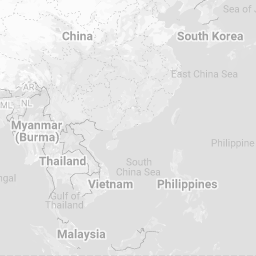 Sea of
China
South Korea
East China Sea
AR
ML
NL
Myanmar
(Burma)
Philippine
Thailand
South
China Sea
ngal
Vietnam
Philippines
Gulf of
Thailand
Malaysia